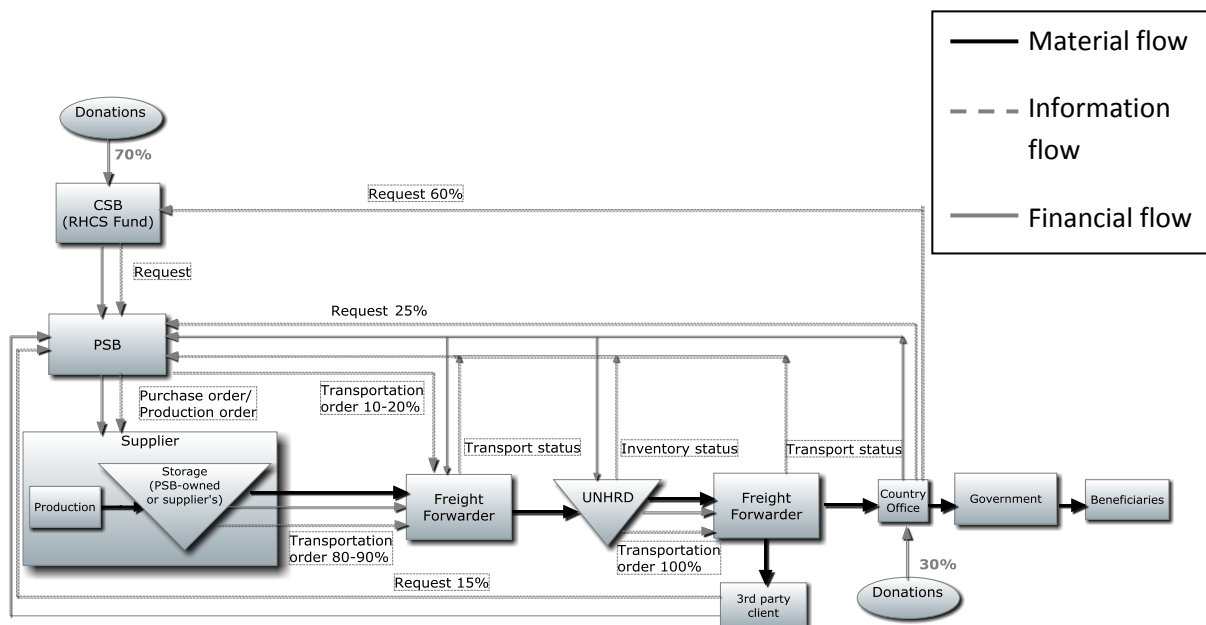 Material flow
Information
flow
Financial flow
Donations
70%
CSB
(RHCS Fund)
Request 60%
Request
Request 25%
PSB
Purchase order/
Production order
Transportation
order 10-20%
Supplier
Transport status
Inventory status
Transport status
Storage
(PSB-owned
or supplier's)
Production
Freight
Forwarder
UNHRD
Freight
Forwarder
Country
Office
Government
Beneficiaries
Transportation
order 80-90%
Transportation
order 100%
Request 15%
30%
3rd party
client
Donations